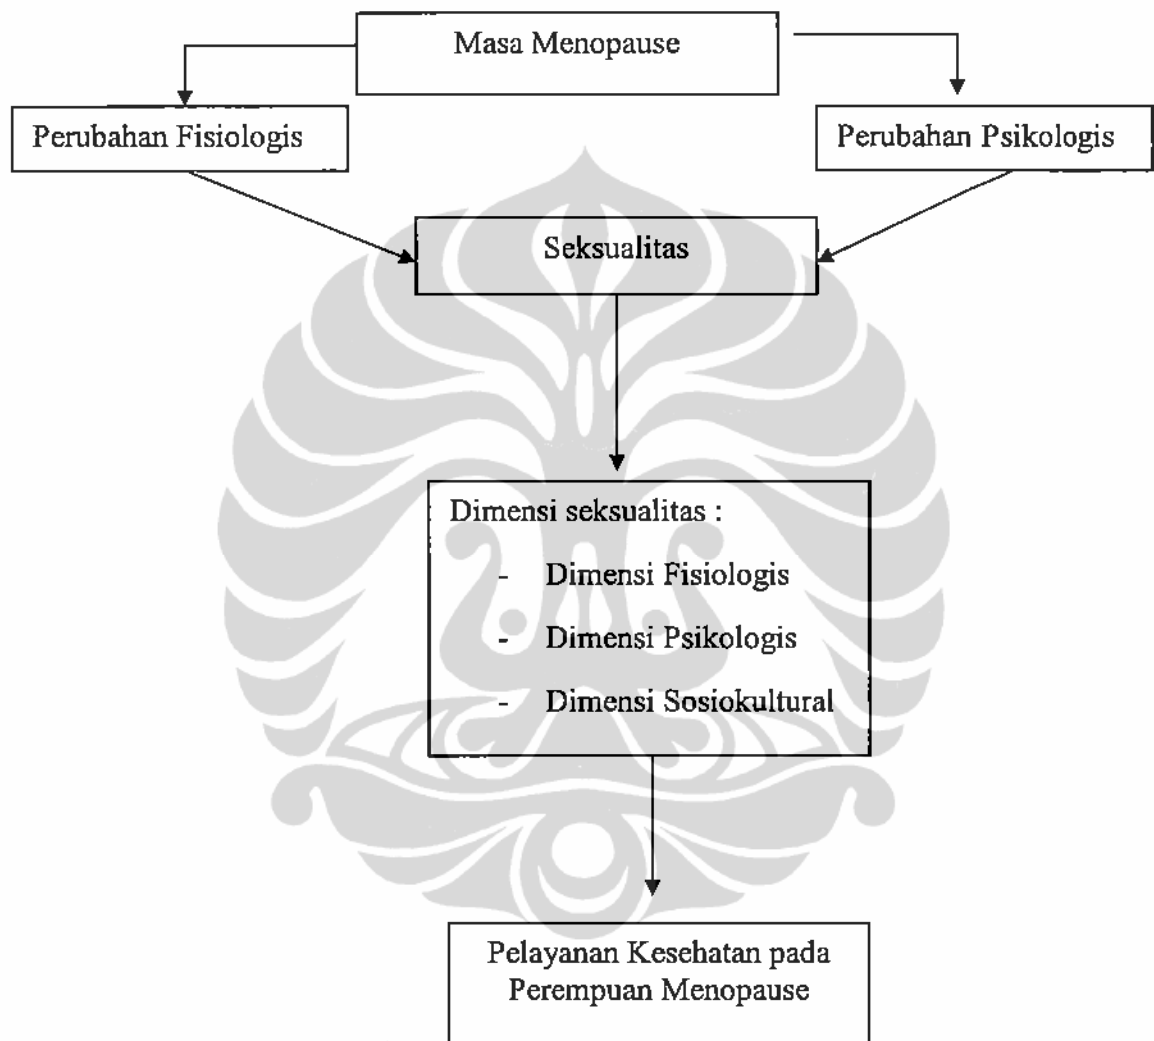 Masa Menopause
Perubahan Fisiologis
Perubahan Psikologis
Seksualitas
Dimensi seksualitas :
- Dimensi Fisiologis
- Dimensi Psikologis
- Dimensi Sosiokultural
Pelayanan Kesehatan pada
Perempuan Menopause